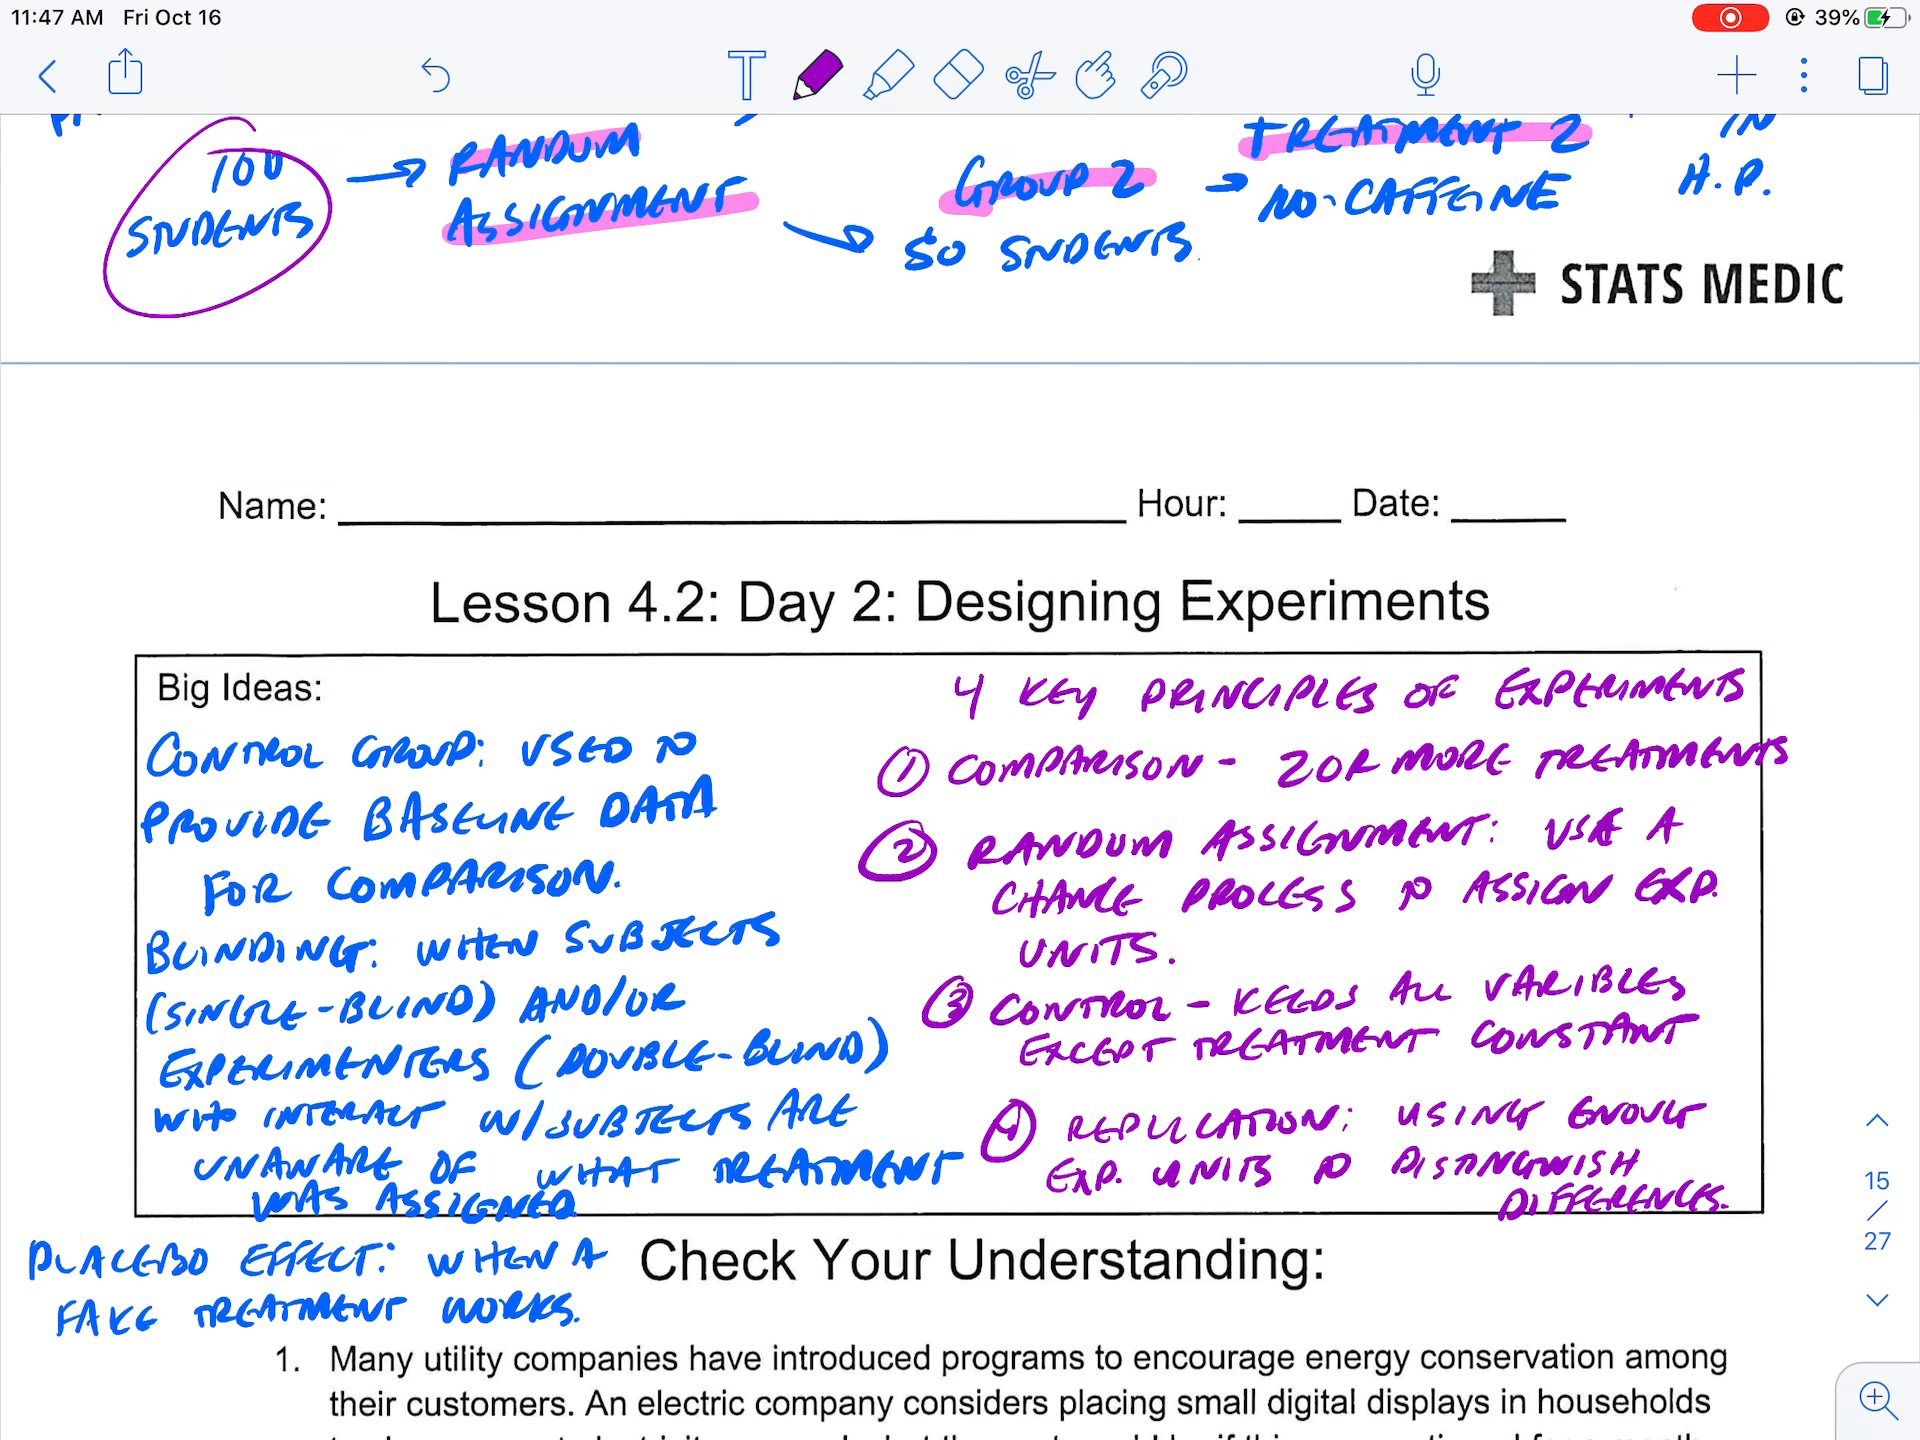 11:47 AM Fri Oct 16
39%
100
STUDENTS
→ RANDOM
ASSIGNMENT
GROUP 2
50 STUDENTS
TREATMENT 2
→ NO-CAFFEINE
IN
H.P.
STATS MEDIC
Name: Hour: Date:
Lesson 4.2: Day 2: Designing Experiments
Big Ideas:
CONTROL GROUP: USED TO
PROVIDE BASELINE DATA
FOR COMPARISON.
BLINDING: WHEN SUBJECTS
(SINGLE-BLIND) AND/OR
EXPERIMENTERS (DOUBLE-BLIND)
WHO INTERACT W/SUBJECTS ARE
UNAWARE OF WHAT TREATMENT
WAS ASSIGNED
PLACEBO EFFECT: WHEN A
FAKE TREATMENT WORKS.
4 KEY PRINCIPLES OF EXPERIMENTS
① COMPARISON - 2 OR MORE TREATMENTS
② RANDOM ASSIGNMENT: USE A
CHANCE PROCESS TO ASSIGN EXP.
UNITS.
③ CONTROL - KEEPS ALL VARIBLES
EXCEPT TREATMENT CONSTANT
④ REPLICATION: USING ENOUGH
EXP. UNITS TO DISTINGUISH
DIFFERENCES.
15
/
27
Check Your Understanding:
1. Many utility companies have introduced programs to encourage energy conservation among
their customers. An electric company considers placing small digital displays in households